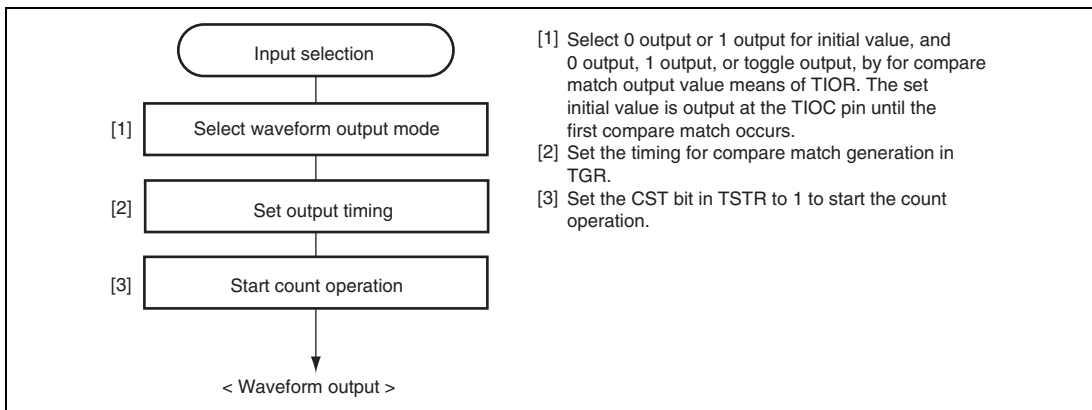 Input selection
[1] Select waveform output mode
[2] Set output timing
[3] Start count operation
< Waveform output >
[1] Select 0 output or 1 output for initial value, and
0 output, 1 output, or toggle output, by for compare
match output value means of TIOR. The set
initial value is output at the TIOC pin until the
first compare match occurs.
[2] Set the timing for compare match generation in
TGR.
[3] Set the CST bit in TSTR to 1 to start the count
operation.